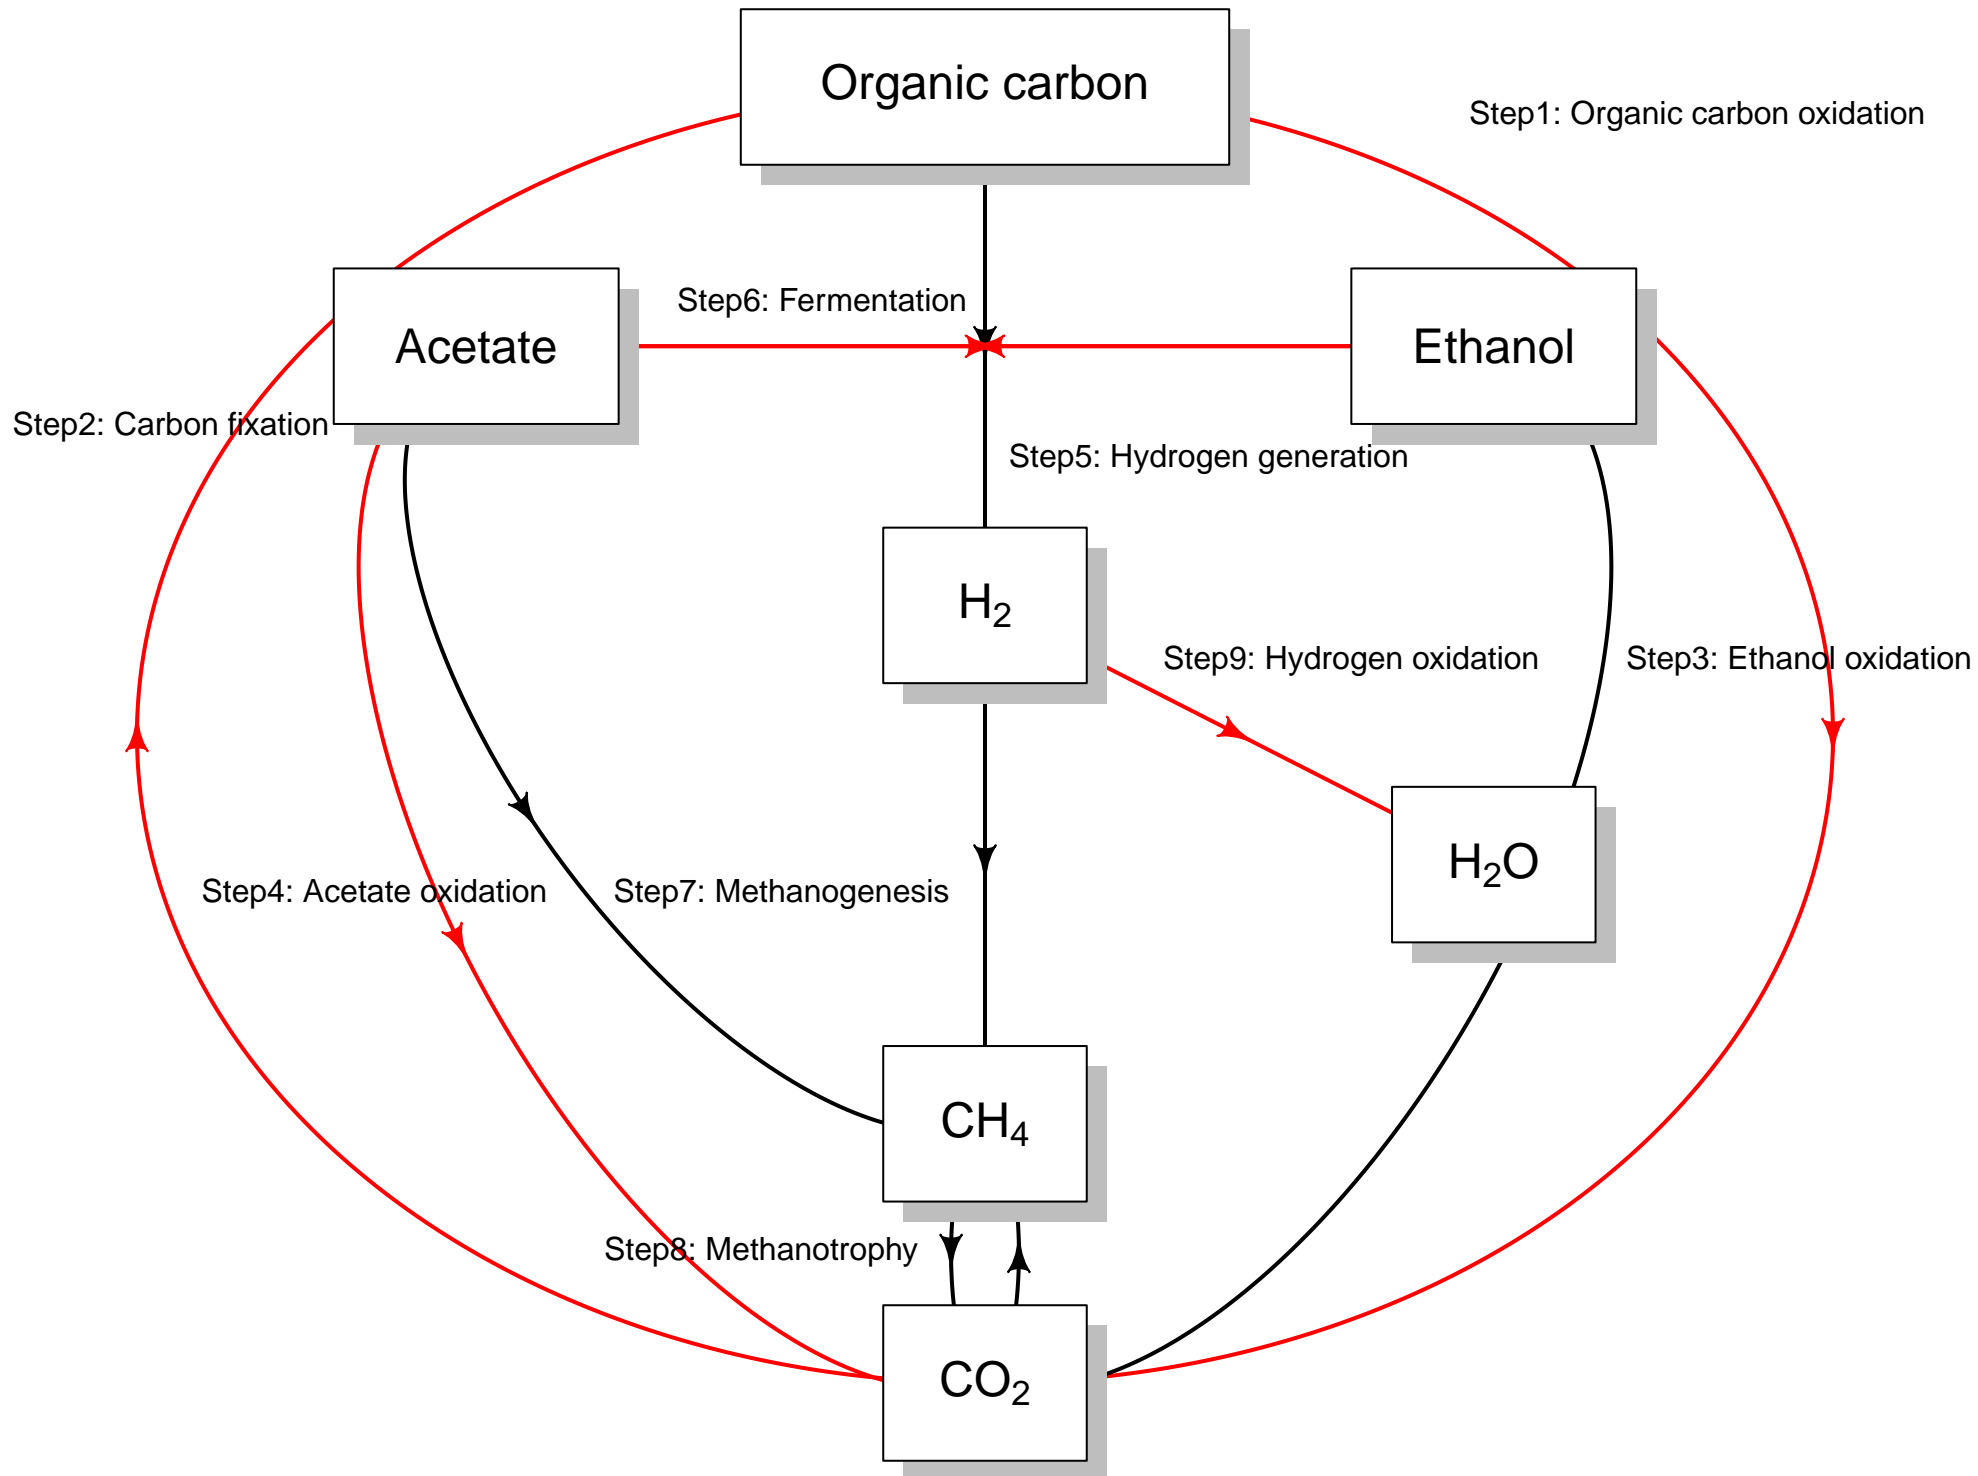 Organic carbon
Step1: Organic carbon oxidation
Step6: Fermentation
Acetate
Ethanol
Step2: Carbon fixation
Step5: Hydrogen generation
H₂
Step9: Hydrogen oxidation
Step3: Ethanol oxidation
H₂O
Step4: Acetate oxidation
Step7: Methanogenesis
CH₄
Step8: Methanotrophy
CO₂